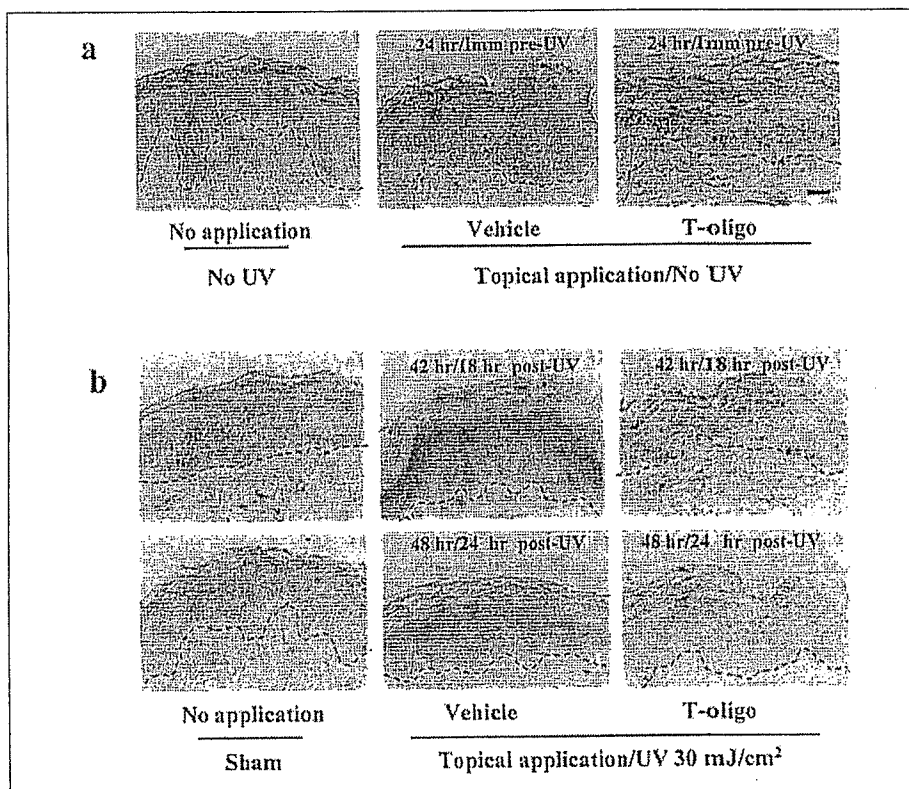 a
24 hr/1mm pre-UV
24 hr/1mm pre-UV
No application
Vehicle
T-oligo
No UV
Topical application/No UV
b
42 hr/18 hr post-UV
42 hr/18 hr post-UV
48 hr/24 hr post-UV
48 hr/24 hr post-UV
No application
Vehicle
T-oligo
Sham
Topical application/UV 30 mJ/cm²